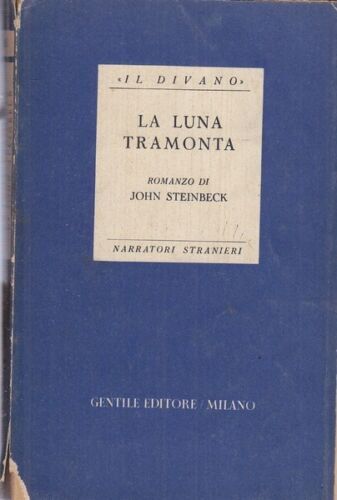 «IL DIVANO»
LA LUNA
TRAMONTA
ROMANZO DI
JOHN STEINBECK
NARRATORI STRANIERI
GENTILE EDITORE / MILANO